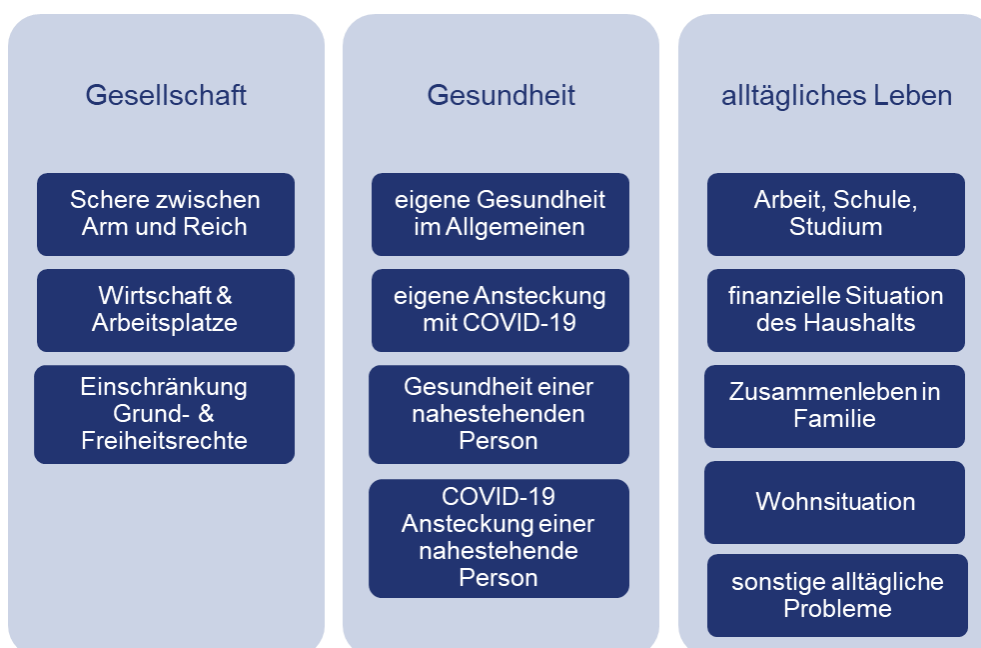 Gesellschaft
Schere zwischen
Arm und Reich
Wirtschaft &
Arbeitsplatze
Einschränkung
Grund- &
Freiheitsrechte
Gesundheit
eigene Gesundheit
im Allgemeinen
eigene Ansteckung
mit COVID-19
Gesundheit einer
nahestehenden
Person
COVID-19
Ansteckung einer
nahestehende
Person
alltägliches Leben
Arbeit, Schule,
Studium
finanzielle Situation
des Haushalts
Zusammenleben in
Familie
Wohnsituation
sonstige alltägliche
Probleme